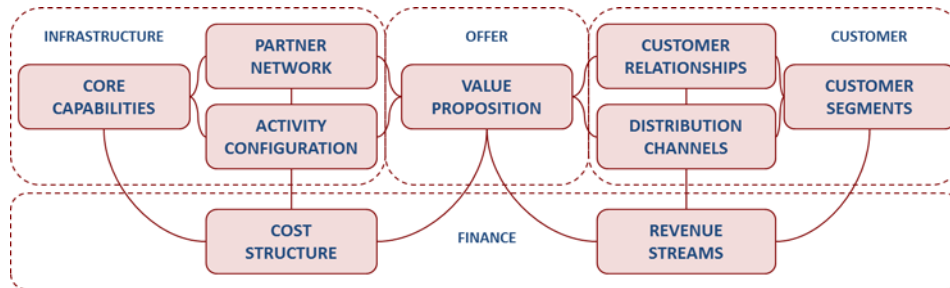 INFRASTRUCTURE
PARTNER
NETWORK
OFFER
CUSTOMER
RELATIONSHIPS
CUSTOMER
CORE
CAPABILITIES
VALUE
PROPOSITION
CUSTOMER
SEGMENTS
ACTIVITY
CONFIGURATION
DISTRIBUTION
CHANNELS
COST
STRUCTURE
FINANCE
REVENUE
STREAMS